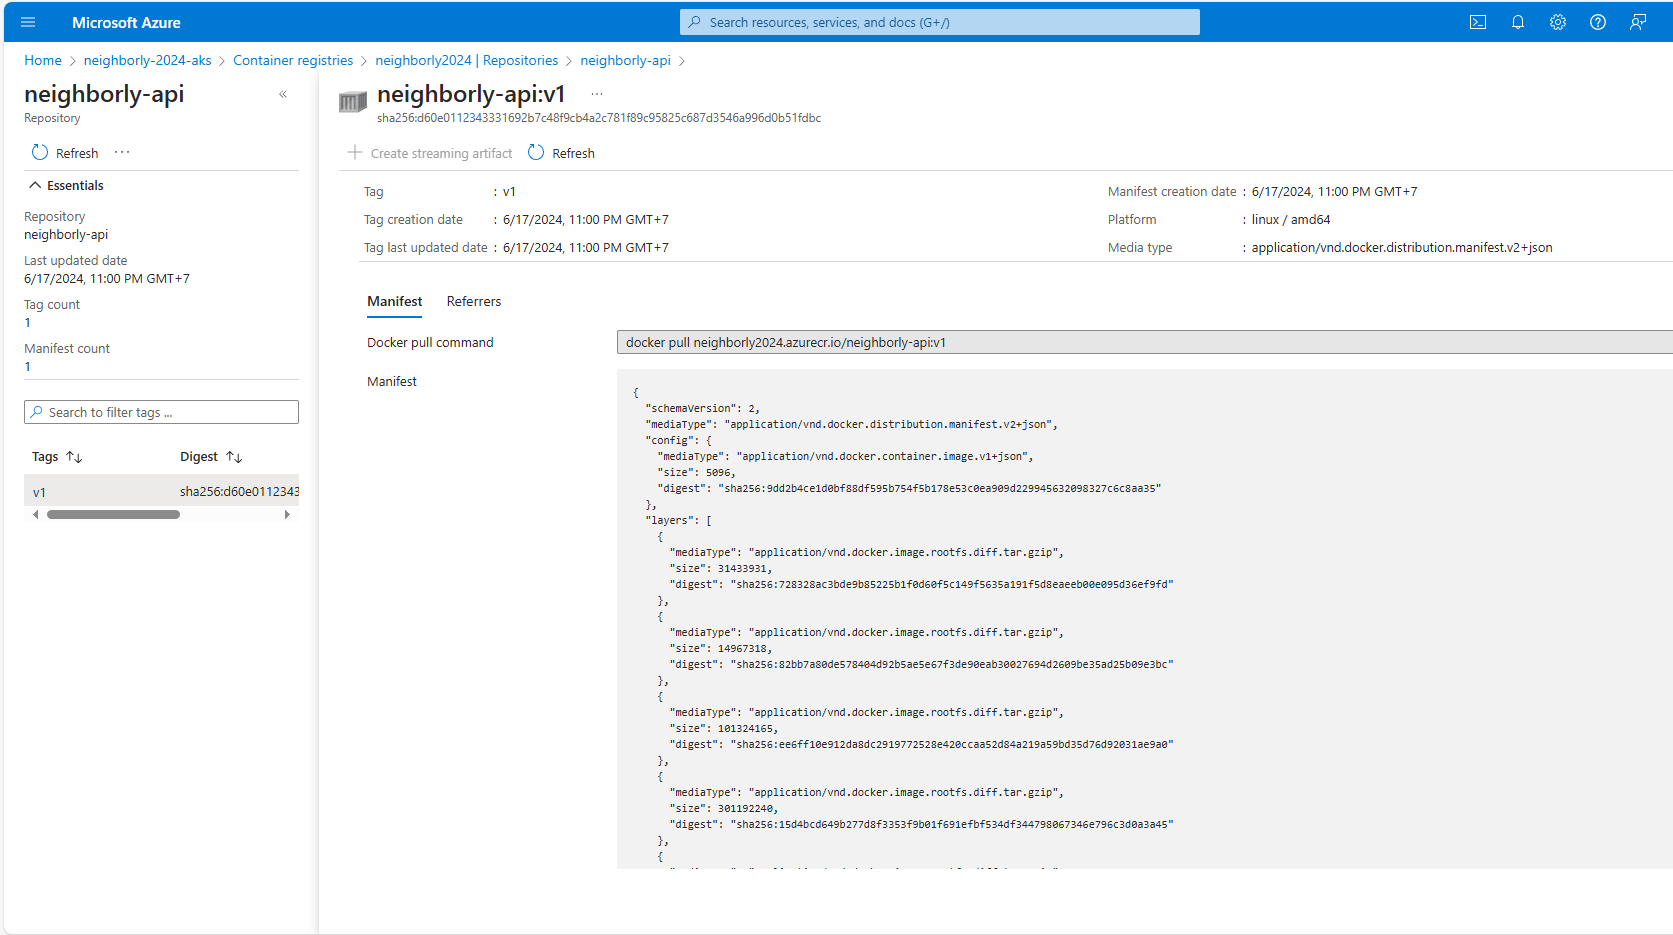 Microsoft Azure
Search resources, services, and docs (G+/)
Home > neighborly-2024-aks > Container registries > neighborly2024 | Repositories > neighborly-api >
neighborly-api
Repository
Refresh ...
Essentials
Repository
neighborly-api
Last updated date
6/17/2024, 11:00 PM GMT+7
Tag count
1
Manifest count
1
Search to filter tags ...
Tags Digest
v1 sha256:d60e0112343
neighborly-api:v1 ...
sha256:d60e0112343331692b7c48f9cb4a2c781f89c95825c687d3546a996d0b51fdbc
Create streaming artifact Refresh
Tag : v1
Tag creation date : 6/17/2024, 11:00 PM GMT+7
Tag last updated date : 6/17/2024, 11:00 PM GMT+7
Manifest creation date : 6/17/2024, 11:00 PM GMT+7
Platform : linux / amd64
Media type : application/vnd.docker.distribution.manifest.v2+json
Manifest Referrers
Docker pull command docker pull neighborly2024.azurecr.io/neighborly-api:v1
Manifest
{
"schemaVersion": 2,
"mediaType": "application/vnd.docker.distribution.manifest.v2+json",
"config": {
"mediaType": "application/vnd.docker.container.image.v1+json",
"size": 5096,
"digest": "sha256:9dd2b4ce1d0bf88df595b754f5b178e53c0ea909d229945632098327c6c8aa35"
},
"layers": [
{
"mediaType": "application/vnd.docker.image.rootfs.diff.tar.gzip",
"size": 31433931,
"digest": "sha256:728328ac3bde9b85225b1f0d60f5c149f5635a191f5d8eaeeb00e095d36ef9fd"
},
{
"mediaType": "application/vnd.docker.image.rootfs.diff.tar.gzip",
"size": 14967318,
"digest": "sha256:82bb7a80de578404d92b5ae5e67f3de90eab30027694d2609be35ad25b09e3bc"
},
{
"mediaType": "application/vnd.docker.image.rootfs.diff.tar.gzip",
"size": 101324165,
"digest": "sha256:ee6ff10e912da8dc2919772528e420ccaa52d84a219a59bd35d76d92031ae9a0"
},
{
"mediaType": "application/vnd.docker.image.rootfs.diff.tar.gzip",
"size": 301192240,
"digest": "sha256:15d4bcd649b277d8f3353f9b01f691efbf534df344798067346e796c3d0a3a45"
},
{